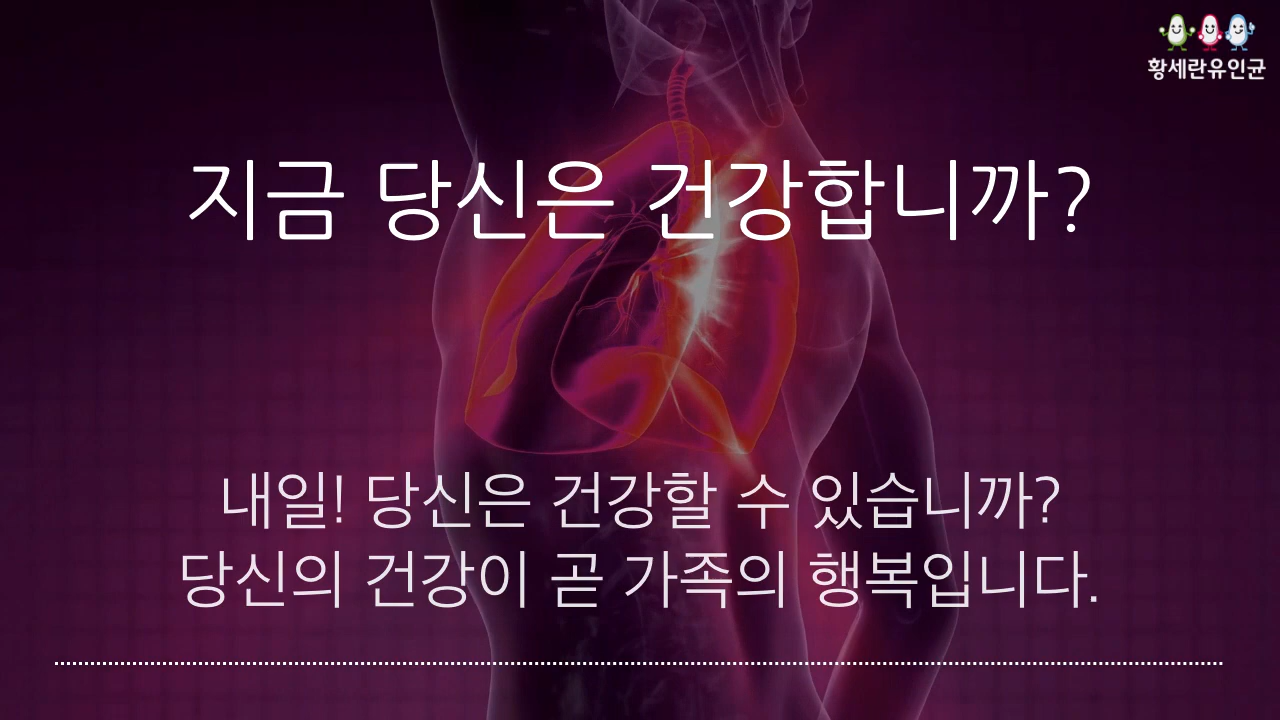 황세란유인균
지금 당신은 건강합니까?
내일! 당신은 건강할 수 있습니까?
당신의 건강이 곧 가족의 행복입니다.